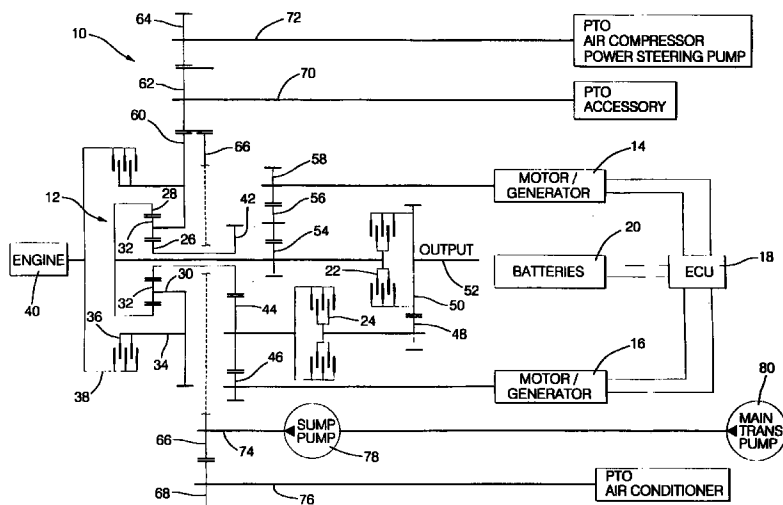 64
72
PTO
AIR COMPRESSOR
POWER STEERING PUMP
10
62
70
PTO
ACCESSORY
60
66
58
14
MOTOR /
GENERATOR
12
28
42
56
32
26
54
ENGINE
40
OUTPUT
52
BATTERIES
20
ECU
18
22
30
32
44
50
24
48
36
34
46
38
16
MOTOR /
GENERATOR
80
MAIN
TRANS
PUMP
SUMP
PUMP
66
74
78
PTO
AIR CONDITIONER
68
76